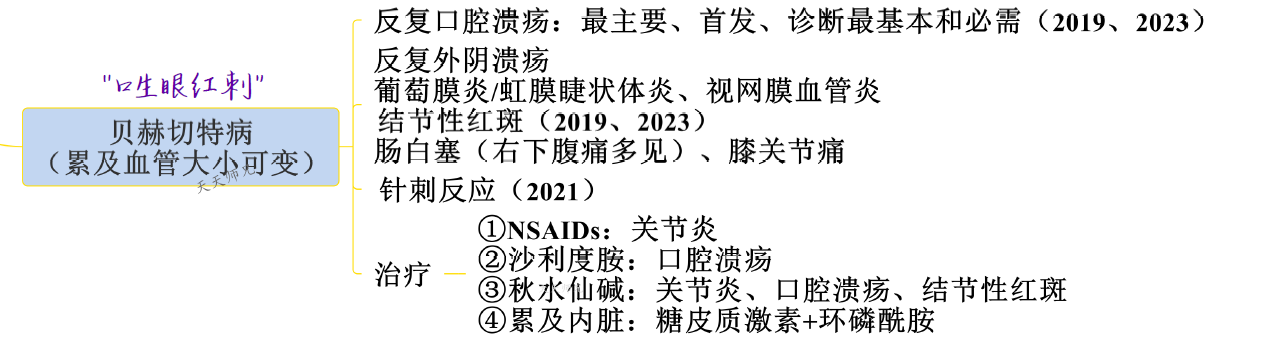 "口生眼红刺"
贝赫切特病
（累及血管大小可变）
天天师兄
反复口腔溃疡：最主要、首发、诊断最基本和必需（2019、2023）
反复外阴溃疡
葡萄膜炎/虹膜睫状体炎、视网膜血管炎
结节性红斑（2019、2023）
肠白塞（右下腹痛多见）、膝关节痛
针刺反应（2021）
治疗
①NSAIDs：关节炎
②沙利度胺：口腔溃疡
③秋水仙碱：关节炎、口腔溃疡、结节性红斑
④累及内脏：糖皮质激素+环磷酰胺